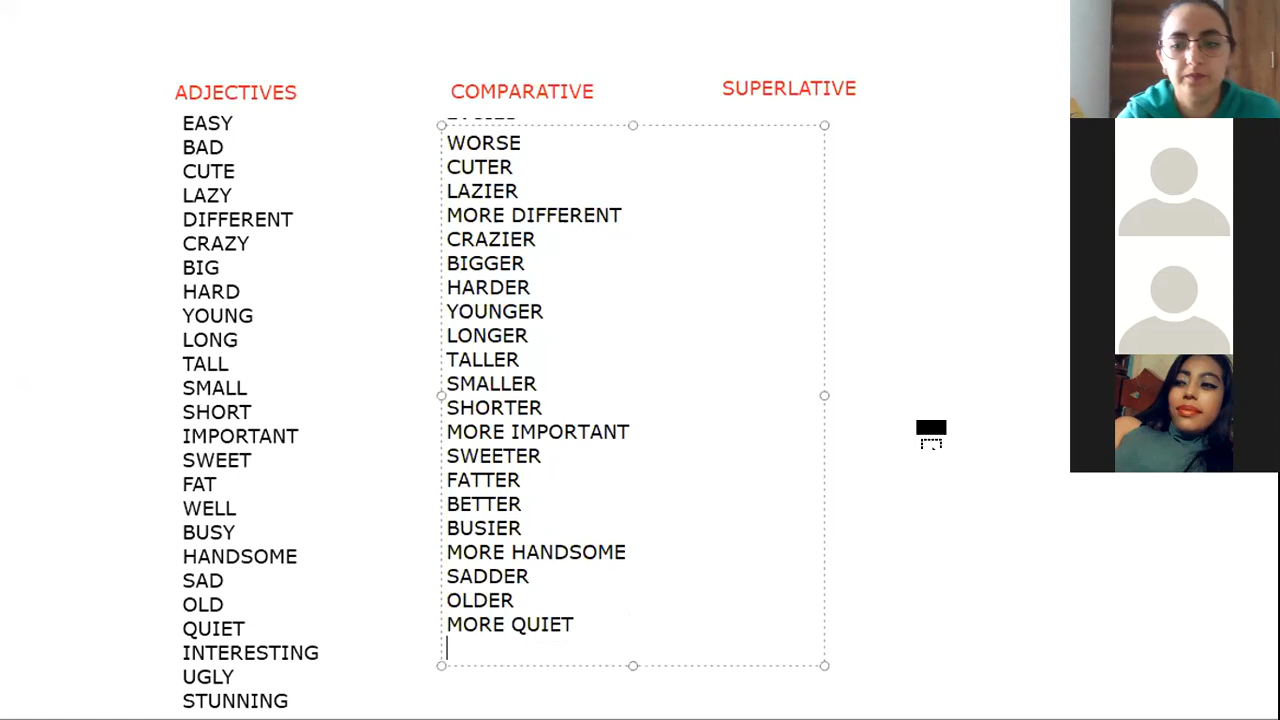 ADJECTIVES
COMPARATIVE
SUPERLATIVE
EASY
BAD
CUTE
LAZY
DIFFERENT
CRAZY
BIG
HARD
YOUNG
LONG
TALL
SMALL
SHORT
IMPORTANT
SWEET
FAT
WELL
BUSY
HANDSOME
SAD
OLD
QUIET
INTERESTING
UGLY
STUNNING
WORSE
CUTER
LAZIER
MORE DIFFERENT
CRAZIER
BIGGER
HARDER
YOUNGER
LONGER
TALLER
SMALLER
SHORTER
MORE IMPORTANT
SWEETER
FATTER
BETTER
BUSIER
MORE HANDSOME
SADDER
OLDER
MORE QUIET